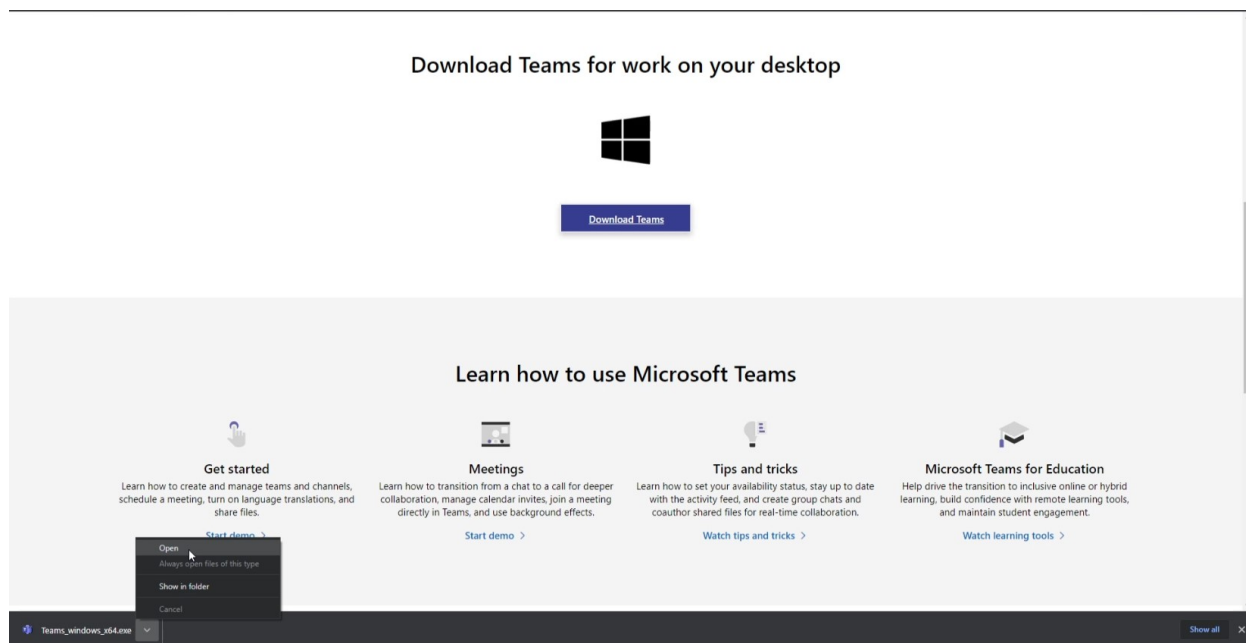 Download Teams for work on your desktop
Download Teams
Learn how to use Microsoft Teams
Get started
Learn how to create and manage teams and channels,
schedule a meeting, turn on language translations, and
share files.
Start demo >
Meetings
Learn how to transition from a chat to a call for deeper
collaboration, manage calendar invites, join a meeting
directly in Teams, and use background effects.
Start demo >
Tips and tricks
Learn how to set your availability status, stay up to date
with the activity feed, and create group chats and
coauthor shared files for real-time collaboration.
Watch tips and tricks >
Microsoft Teams for Education
Help drive the transition to inclusive online or hybrid
learning, build confidence with remote learning tools,
and maintain student engagement.
Watch learning tools >
Open
Always open files of this type
Show in folder
Cancel
Teams_windows_x64.exe
Show all